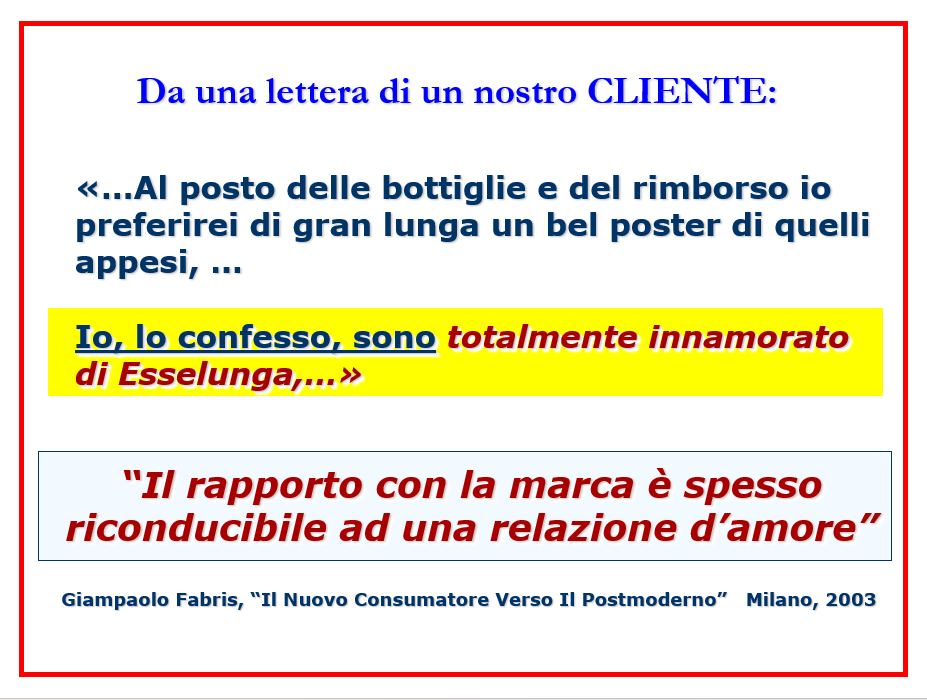 Da una lettera di un nostro CLIENTE:
«…Al posto delle bottiglie e del rimborso io
preferirei di gran lunga un bel poster di quelli
appesi, …
Io, lo confesso, sono totalmente innamorato
di Esselunga,…»
“Il rapporto con la marca è spesso
riconducibile ad una relazione d’amore”
Giampaolo Fabris, “Il Nuovo Consumatore Verso Il Postmoderno” Milano, 2003